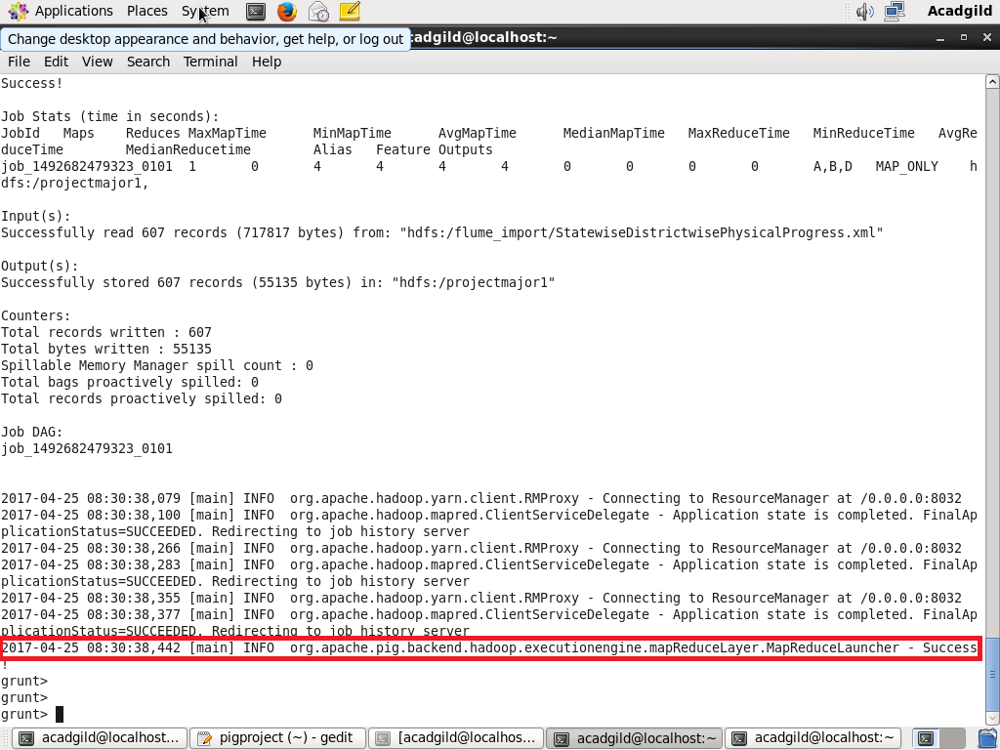 Applications Places System Acadgild
Change desktop appearance and behavior, get help, or log out
cadgild@localhost:~
File Edit View Search Terminal Help
Success!
Job Stats (time in seconds):
JobId Maps Reduces MaxMapTime MinMapTime AvgMapTime MedianMapTime MaxReduceTime MinReduceTime AvgRe
duceTime MedianReducetime Alias Feature Outputs
job_1492682479323_0101 1 0 4 4 4 4 0 0 0 0 A,B,D MAP_ONLY h
dfs:/projectmajor1,
Input(s):
Successfully read 607 records (717817 bytes) from: "hdfs:/flume_import/StatewiseDistrictwisePhysicalProgress.xml"
Output(s):
Successfully stored 607 records (55135 bytes) in: "hdfs:/projectmajor1"
Counters:
Total records written : 607
Total bytes written : 55135
Spillable Memory Manager spill count : 0
Total bags proactively spilled: 0
Total records proactively spilled: 0
Job DAG:
job_1492682479323_0101
2017-04-25 08:30:38,079 [main] INFO org.apache.hadoop.yarn.client.RMProxy - Connecting to ResourceManager at /0.0.0.0:8032
2017-04-25 08:30:38,100 [main] INFO org.apache.hadoop.mapred.ClientServiceDelegate - Application state is completed. FinalAp
plicationStatus=SUCCEEDED. Redirecting to job history server
2017-04-25 08:30:38,266 [main] INFO org.apache.hadoop.yarn.client.RMProxy - Connecting to ResourceManager at /0.0.0.0:8032
2017-04-25 08:30:38,283 [main] INFO org.apache.hadoop.mapred.ClientServiceDelegate - Application state is completed. FinalAp
plicationStatus=SUCCEEDED. Redirecting to job history server
2017-04-25 08:30:38,355 [main] INFO org.apache.hadoop.yarn.client.RMProxy - Connecting to ResourceManager at /0.0.0.0:8032
2017-04-25 08:30:38,377 [main] INFO org.apache.hadoop.mapred.ClientServiceDelegate - Application state is completed. FinalAp
plicationStatus=SUCCEEDED. Redirecting to job history server
2017-04-25 08:30:38,442 [main] INFO org.apache.pig.backend.hadoop.executionengine.mapReduceLayer.MapReduceLauncher - Success
!
grunt>
grunt>
grunt>
acadgild@localhost... pigproject (~) - gedit [acadgild@localhos... acadgild@localhost:~ acadgild@localhost:~